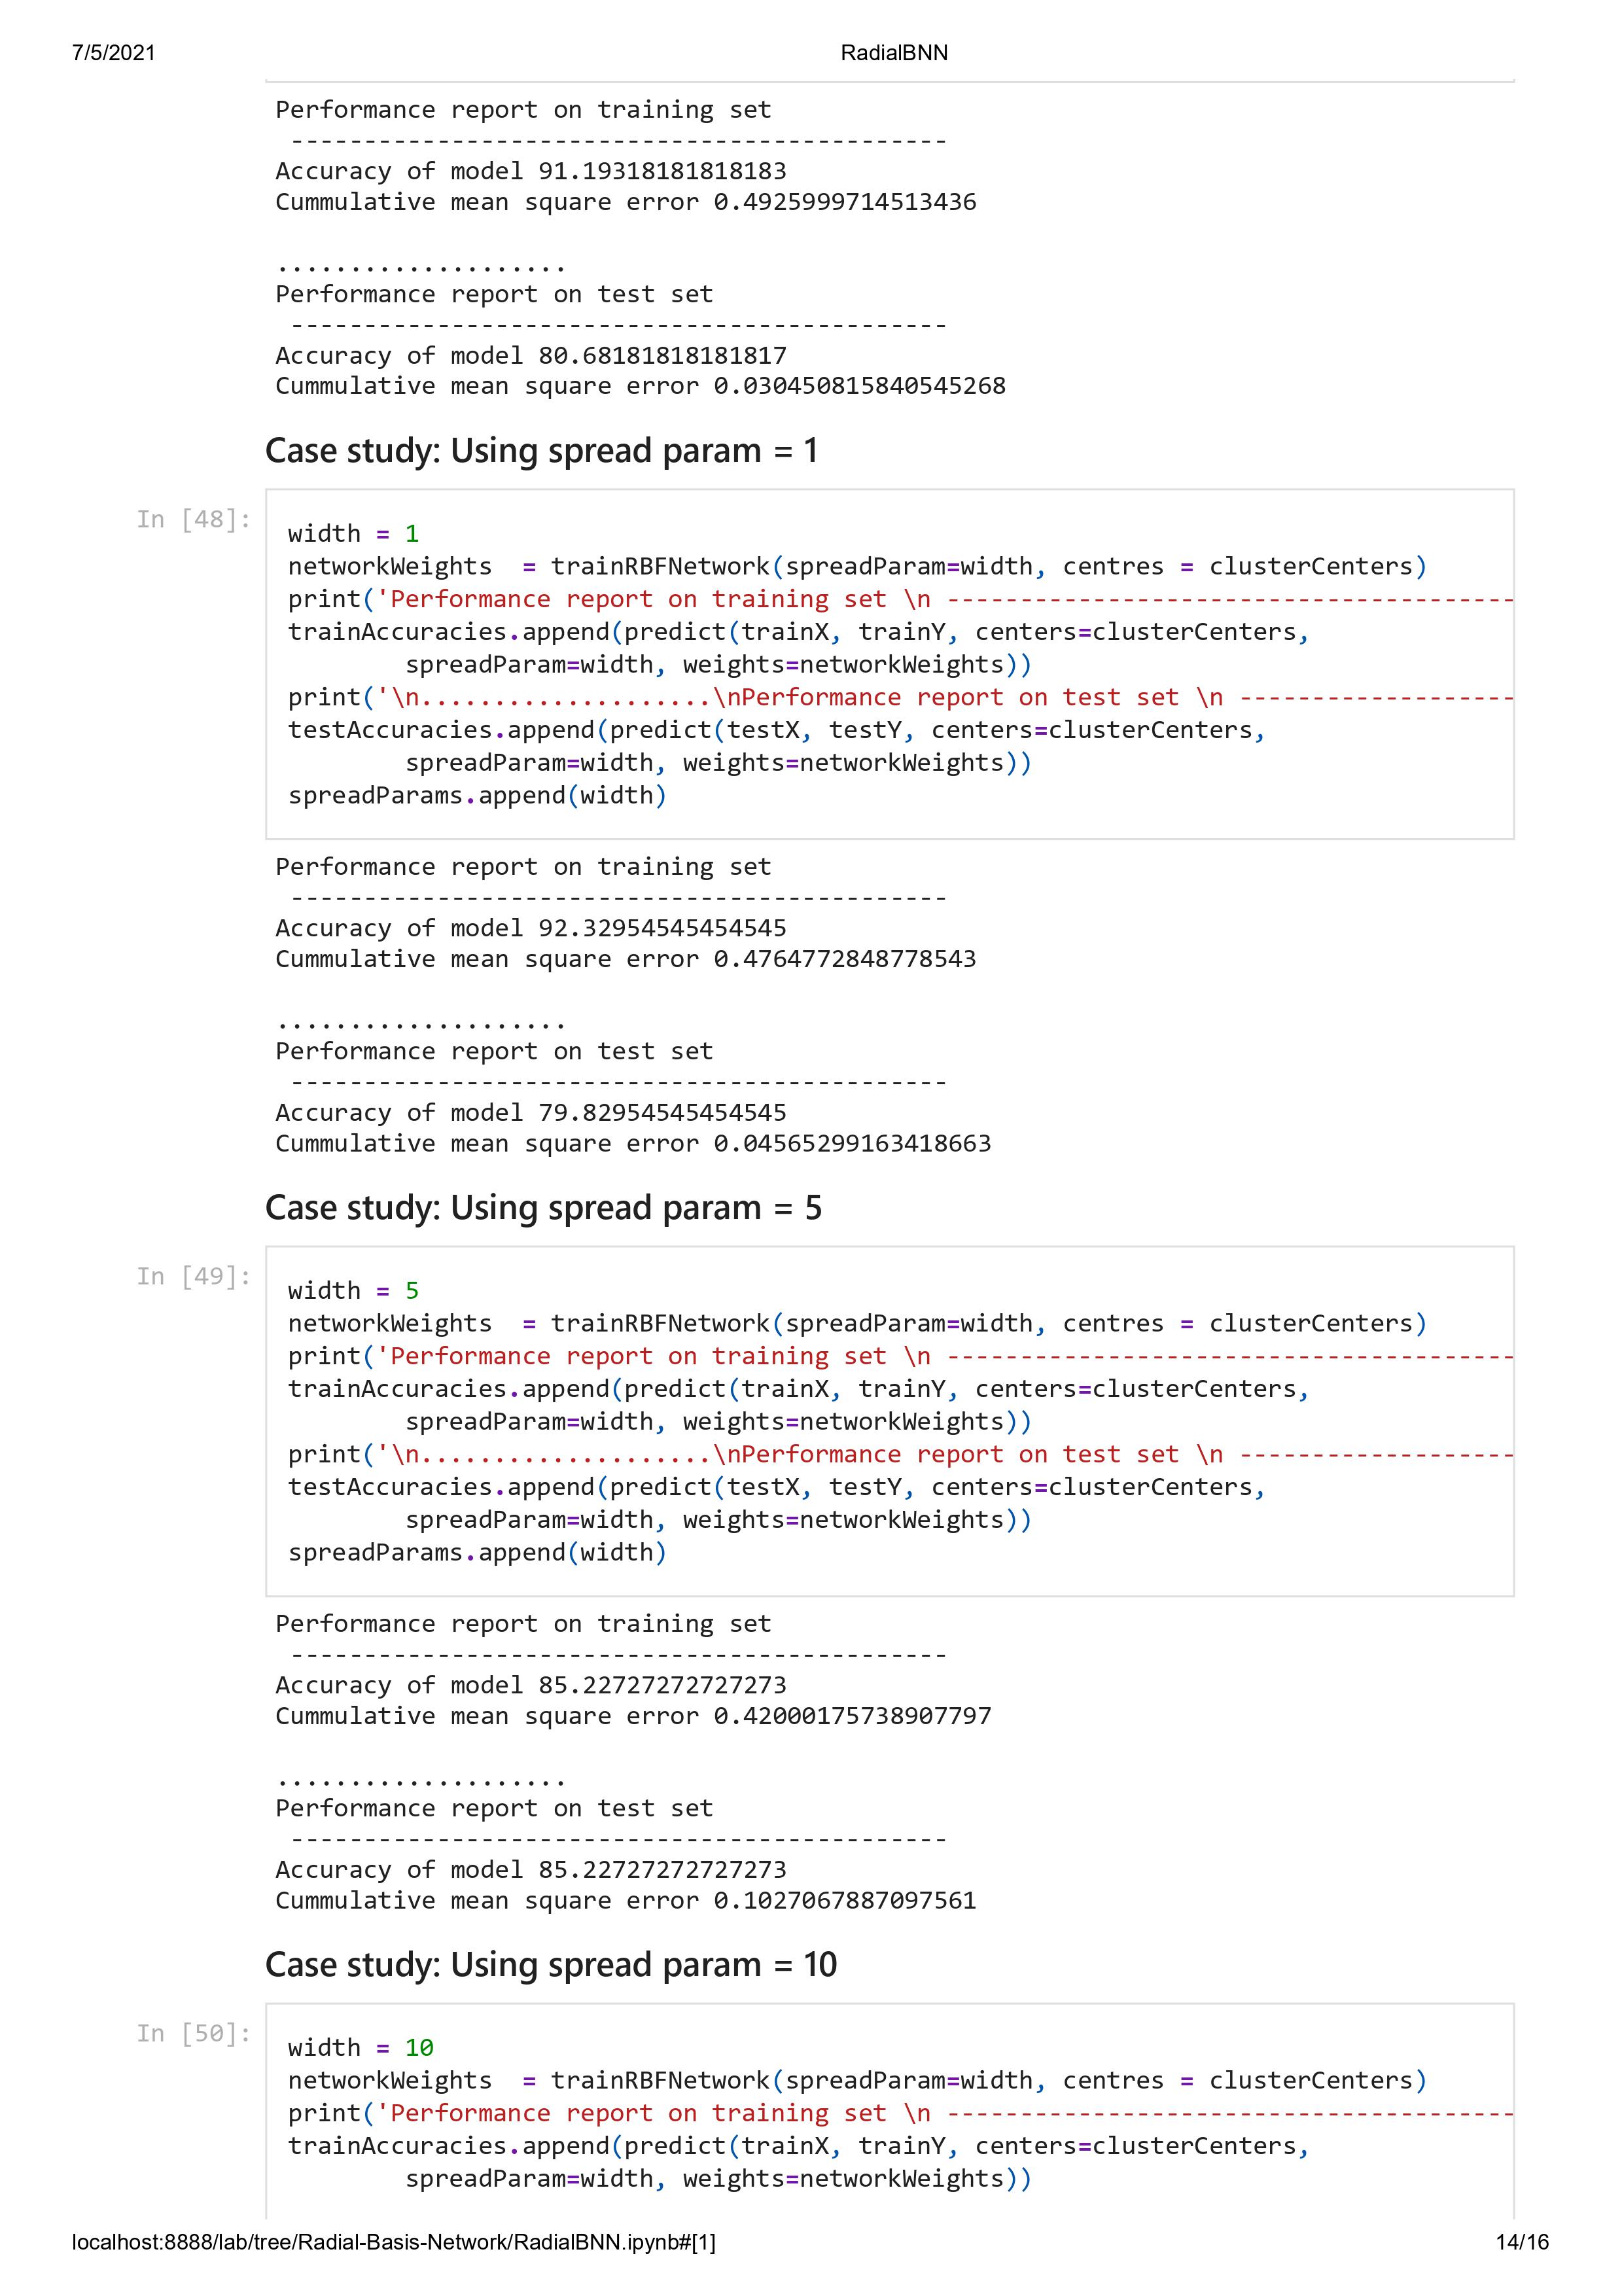 7/5/2021 RadialBNN
Performance report on training set
---------------------------------------------
Accuracy of model 91.19318181818183
Cummulative mean square error 0.4925999714513436
....................
Performance report on test set
---------------------------------------------
Accuracy of model 80.68181818181817
Cummulative mean square error 0.030450815840545268
Case study: Using spread param = 1
In [48]:
width = 1
networkWeights  = trainRBFNetwork(spreadParam=width, centres = clusterCenters)
print('Performance report on training set \n ---------------------------------------
trainAccuracies.append(predict(trainX, trainY, centers=clusterCenters,
        spreadParam=width, weights=networkWeights))
print('\n....................\nPerformance report on test set \n -------------------
testAccuracies.append(predict(testX, testY, centers=clusterCenters,
        spreadParam=width, weights=networkWeights))
spreadParams.append(width)
Performance report on training set
---------------------------------------------
Accuracy of model 92.32954545454545
Cummulative mean square error 0.4764772848778543
....................
Performance report on test set
---------------------------------------------
Accuracy of model 79.82954545454545
Cummulative mean square error 0.04565299163418663
Case study: Using spread param = 5
In [49]:
width = 5
networkWeights  = trainRBFNetwork(spreadParam=width, centres = clusterCenters)
print('Performance report on training set \n ---------------------------------------
trainAccuracies.append(predict(trainX, trainY, centers=clusterCenters,
        spreadParam=width, weights=networkWeights))
print('\n....................\nPerformance report on test set \n -------------------
testAccuracies.append(predict(testX, testY, centers=clusterCenters,
        spreadParam=width, weights=networkWeights))
spreadParams.append(width)
Performance report on training set
---------------------------------------------
Accuracy of model 85.22727272727273
Cummulative mean square error 0.42000175738907797
....................
Performance report on test set
---------------------------------------------
Accuracy of model 85.22727272727273
Cummulative mean square error 0.1027067887097561
Case study: Using spread param = 10
In [50]:
width = 10
networkWeights  = trainRBFNetwork(spreadParam=width, centres = clusterCenters)
print('Performance report on training set \n ---------------------------------------
trainAccuracies.append(predict(trainX, trainY, centers=clusterCenters,
        spreadParam=width, weights=networkWeights))
localhost:8888/lab/tree/Radial-Basis-Network/RadialBNN.ipynb#[1] 14/16